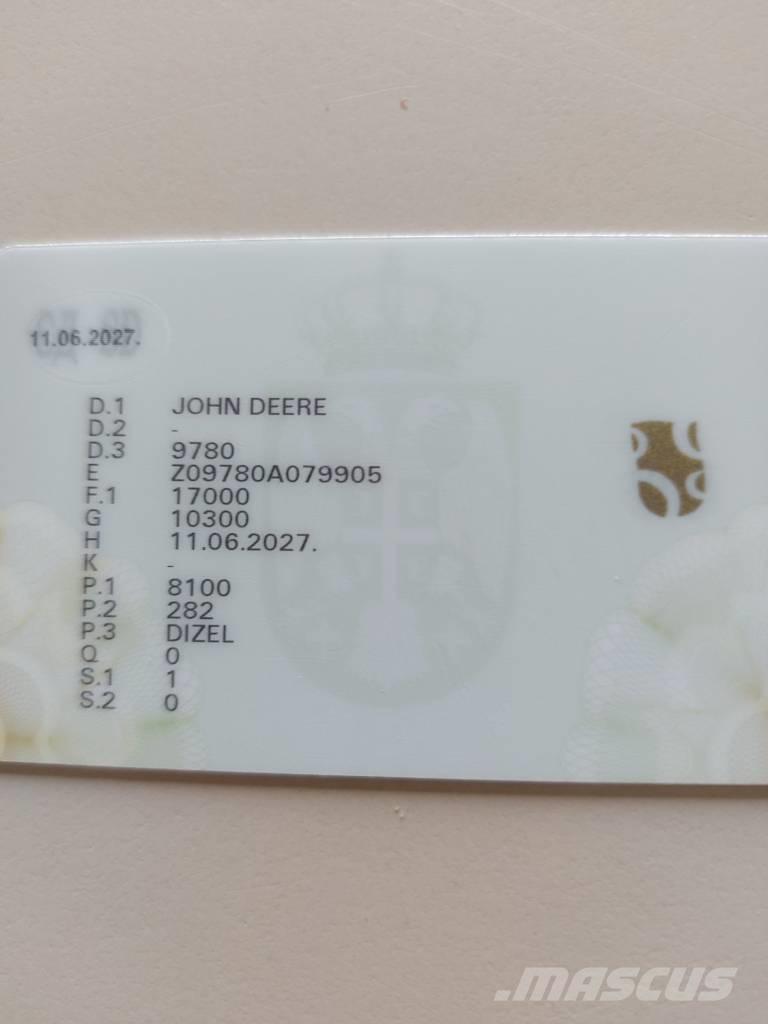 11.06.2027.
D.1 JOHN DEERE
D.2 -
D.3 9780
E Z09780A079905
F.1 17000
G 10300
H 11.06.2027.
K -
P.1 8100
P.2 282
P.3 DIZEL
Q 0
S.1 1
S.2 0
.MASCUS